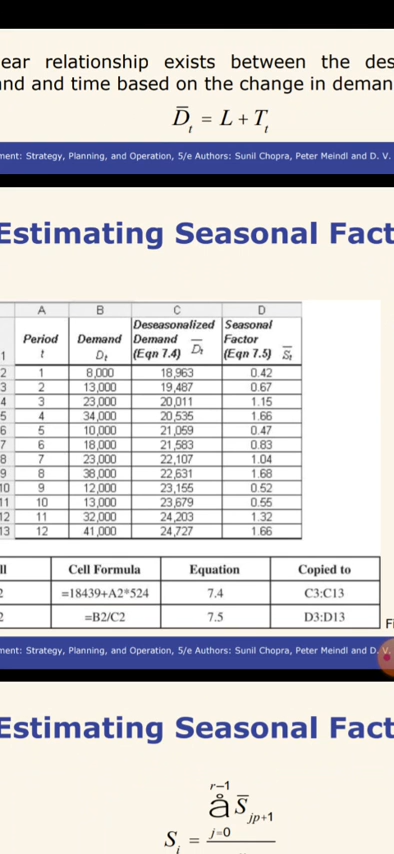 ear relationship exists between the des
nd and time based on the change in deman
D̅t = L + Tt
ment: Strategy, Planning, and Operation, 5/e Authors: Sunil Chopra, Peter Meindl and D. V.
Estimating Seasonal Fact
A B C D
1 Period t Demand Dt Deseasonalized Demand (Eqn 7.4) D̅t Seasonal Factor (Eqn 7.5) S̅t
2 1 8,000 18,963 0.42
3 2 13,000 19,487 0.67
4 3 23,000 20,011 1.15
5 4 34,000 20,535 1.66
6 5 10,000 21,059 0.47
7 6 18,000 21,583 0.83
8 7 23,000 22,107 1.04
9 8 38,000 22,631 1.68
10 9 12,000 23,155 0.52
11 10 13,000 23,679 0.55
12 11 32,000 24,203 1.32
13 12 41,000 24,727 1.66
ll Cell Formula Equation Copied to
2 =18439+A2*524 7.4 C3:C13
2 =B2/C2 7.5 D3:D13
Fi
ment: Strategy, Planning, and Operation, 5/e Authors: Sunil Chopra, Peter Meindl and D. V.
Estimating Seasonal Fact
r–1
å S̅jp+1
j=0
Si =